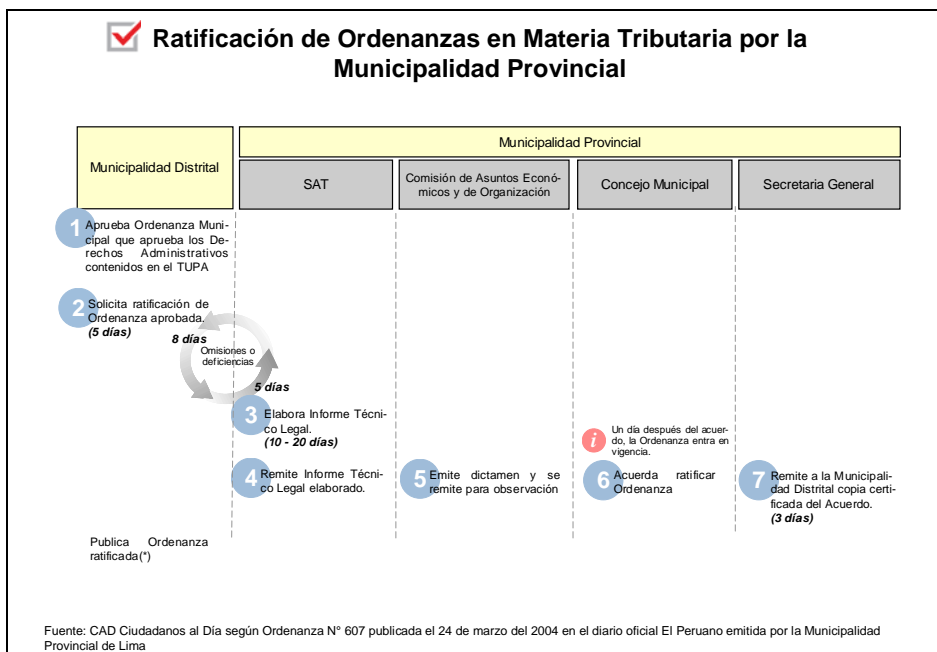 Ratificación de Ordenanzas en Materia Tributaria por la
Municipalidad Provincial
Municipalidad Distrital
Municipalidad Provincial
SAT
Comisión de Asuntos Econó-
micos y de Organización
Concejo Municipal
Secretaria General
1
Aprueba Ordenanza Muni-
cipal que aprueba los De-
rechos Administrativos
contenidos en el TUPA
2
Solicita ratificación de
Ordenanza aprobada.
(5 días)
8 días
Omisiones o
deficiencias
5 días
3
Elabora Informe Técni-
co Legal.
(10 - 20 días)
4
Remite Informe Técni-
co Legal elaborado.
5
Emite dictamen y se
remite para observación
i
Un día después del acuer-
do, la Ordenanza entra en
vigencia.
6
Acuerda ratificar
Ordenanza
7
Remite a la Municipali-
dad Distrital copia certi-
ficada del Acuerdo.
(3 días)
Publica Ordenanza
ratificada(*)
Fuente: CAD Ciudadanos al Día según Ordenanza N° 607 publicada el 24 de marzo del 2004 en el diario oficial El Peruano emitida por la Municipalidad
Provincial de Lima